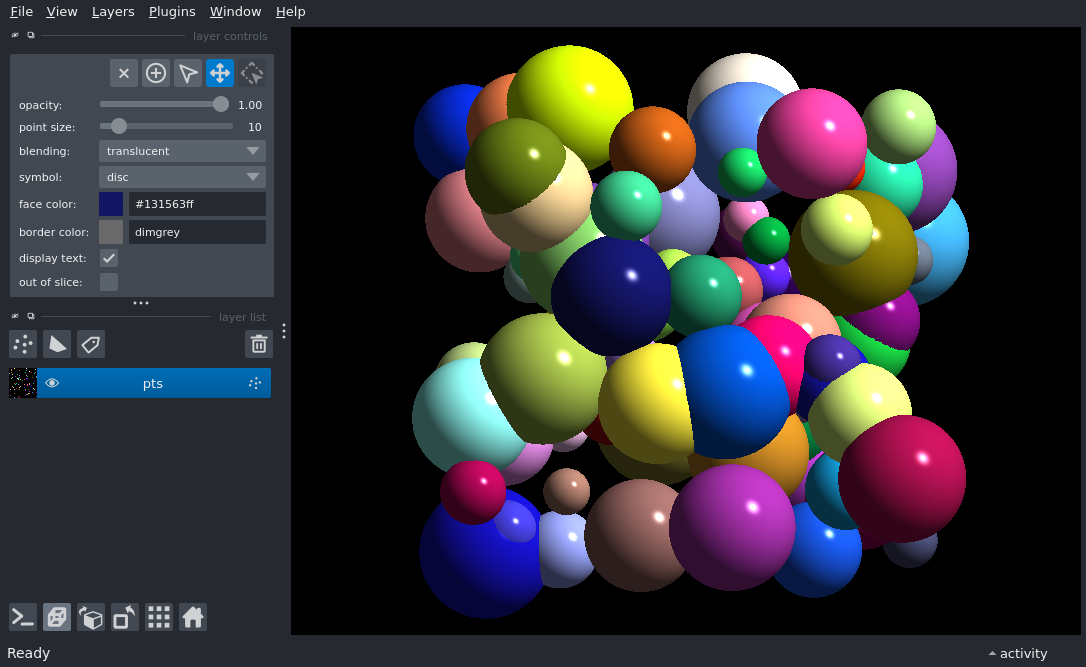 File View Layers Plugins Window Help
layer controls
opacity: 1.00
point size: 10
blending: translucent
symbol: disc
face color: #131563ff
border color: dimgrey
display text:
out of slice:
layer list
pts
Ready
activity